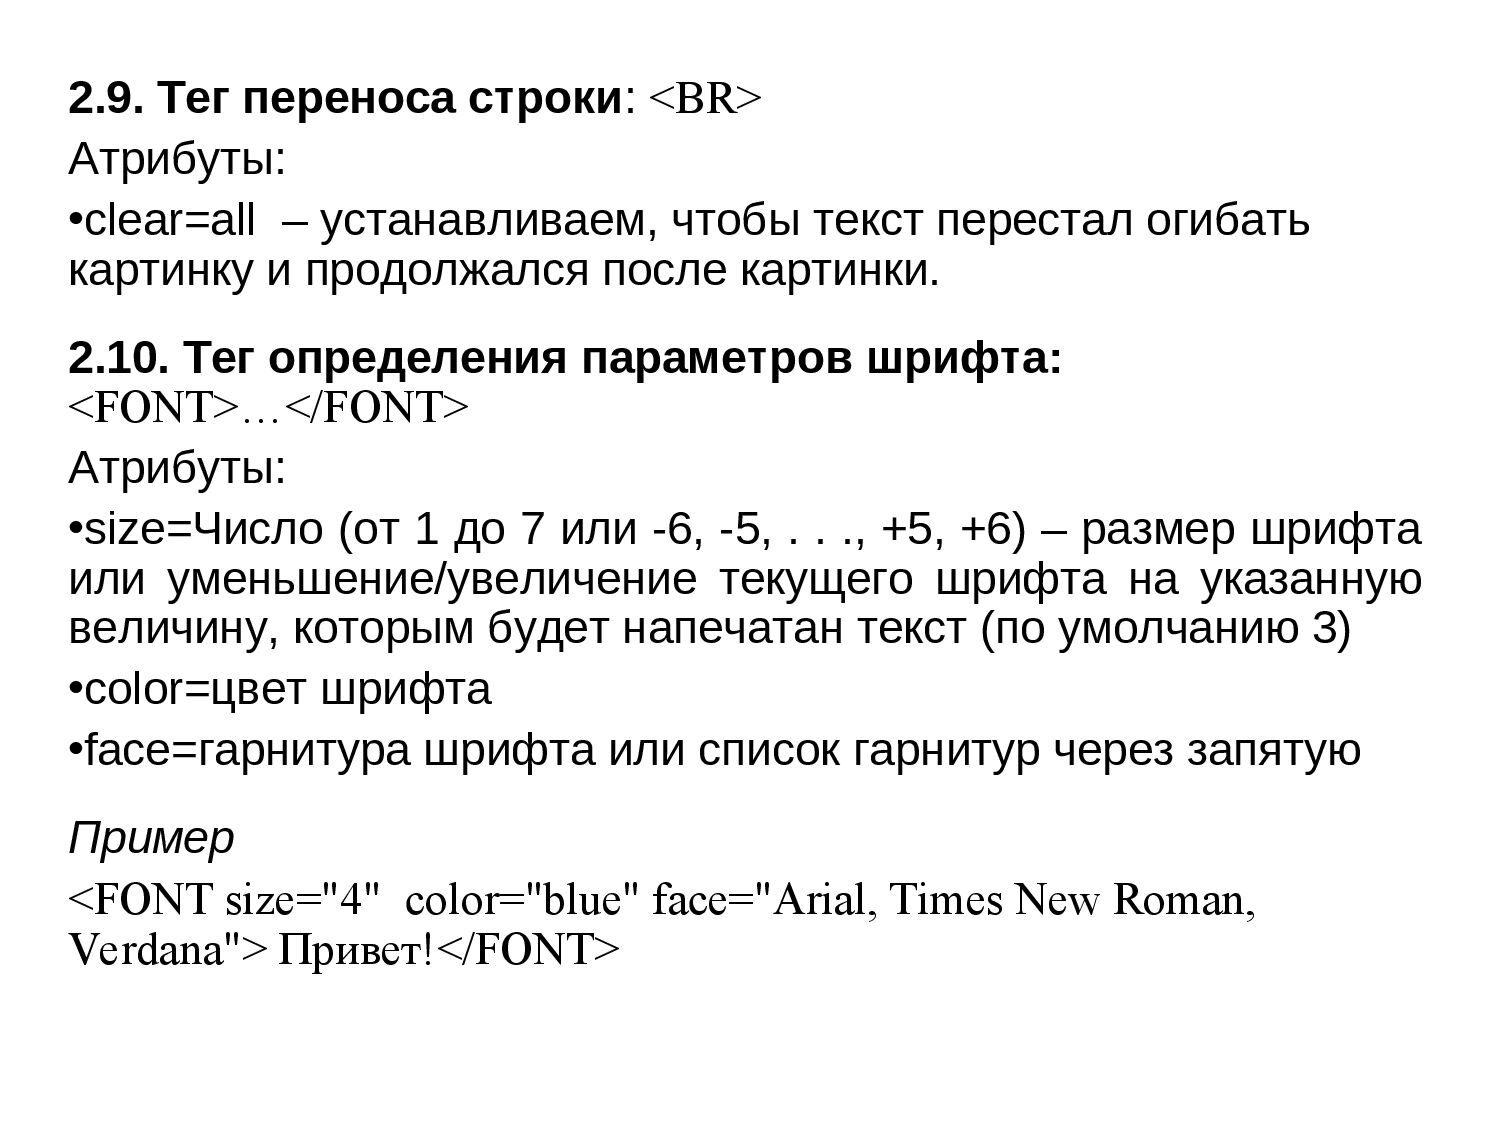 2.9. Тег переноса строки: <BR>
Атрибуты:
•clear=all – устанавливаем, чтобы текст перестал огибать
картинку и продолжался после картинки.
2.10. Тег определения параметров шрифта:
<FONT>…</FONT>
Атрибуты:
•size=Число (от 1 до 7 или -6, -5, . . ., +5, +6) – размер шрифта
или уменьшение/увеличение текущего шрифта на указанную
величину, которым будет напечатан текст (по умолчанию 3)
•color=цвет шрифта
•face=гарнитура шрифта или список гарнитур через запятую
Пример
<FONT size="4" color="blue" face="Arial, Times New Roman,
Verdana"> Привет!</FONT>